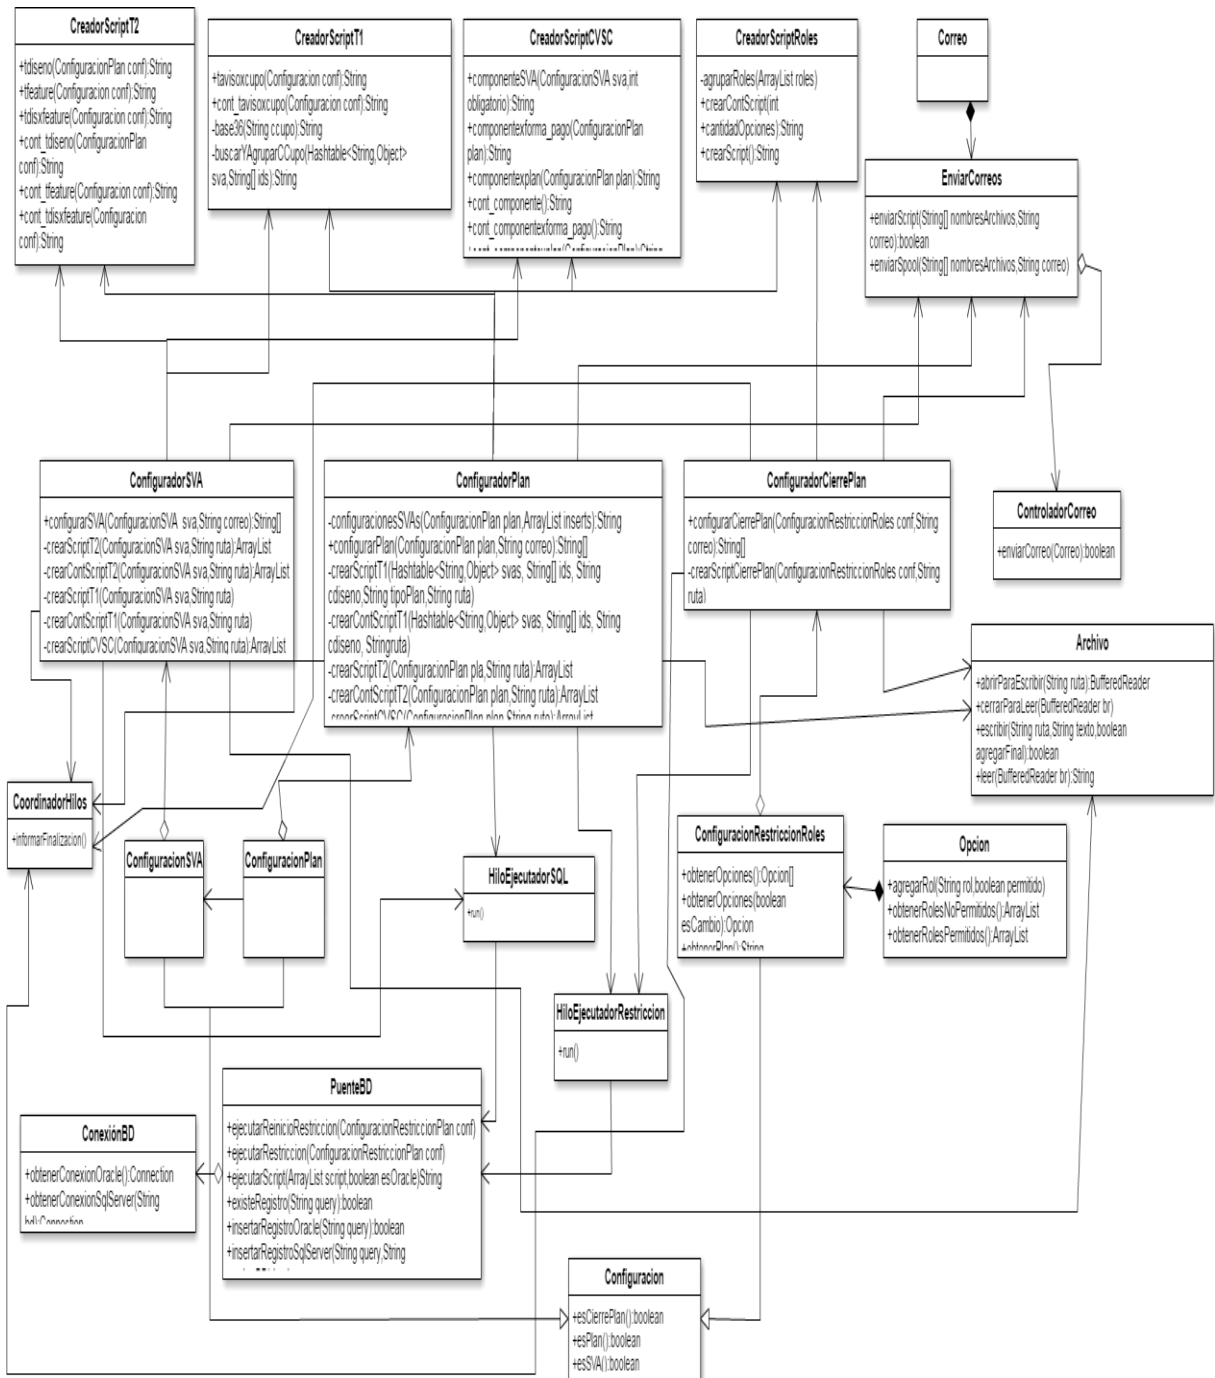 CreadorScriptT2
+tdiseno(ConfiguracionPlan conf):String
+tfeature(Configuracion conf):String
+tdisxfeature(Configuracion conf):String
+cont_tdiseno(ConfiguracionPlan
conf):String
+cont_tfeature(Configuracion conf):String
+cont_tdisxfeature(Configuracion
conf):String
CreadorScriptT1
+tavisoxcupo(Configuracion conf):String
+cont_tavisoxcupo(Configuracion conf):String
-base36(String ccupo):String
-buscarYAgruparCCupo(Hashtable<String,Object>
sva,String[] ids):String
CreadorScriptCVSC
+componenteSVA(ConfiguracionSVA sva,int
obligatorio):String
+componentexforma_pago(ConfiguracionPlan
plan):String
+componentexplan(ConfiguracionPlan plan):String
+cont_componente():String
+cont_componentexforma_pago():String
+cont_componentexplan(ConfiguracionPlan):String
CreadorScriptRoles
-agruparRoles(ArrayList roles)
+crearContScript(int
+cantidadOpciones):String
+crearScript():String
Correo
EnviarCorreos
+enviarScript(String[] nombresArchivos,String
correo):boolean
+enviarSpool(String[] nombresArchivos,String correo)
ConfiguradorSVA
+configurarSVA(ConfiguracionSVA sva,String correo):String[]
-crearScriptT2(ConfiguracionSVA sva,String ruta):ArrayList
-crearContScriptT2(ConfiguracionSVA sva,String ruta):ArrayList
-crearScriptT1(ConfiguracionSVA sva,String ruta)
-crearContScriptT1(ConfiguracionSVA sva,String ruta)
-crearScriptCVSC(ConfiguracionSVA sva,String ruta):ArrayList
ConfiguradorPlan
-configuracionesSVAs(ConfiguracionPlan plan,ArrayList inserts):String
+configurarPlan(ConfiguracionPlan plan,String correo):String[]
-crearScriptT1(Hashtable<String,Object> svas, String[] ids, String
cdiseno,String tipoPlan,String ruta)
-crearContScriptT1(Hashtable<String,Object> svas, String[] ids, String
cdiseno, Stringruta)
-crearScriptT2(ConfiguracionPlan pla,String ruta):ArrayList
-crearContScriptT2(ConfiguracionPlan plan,String ruta):ArrayList
-crearScriptCVSC(ConfiguracionPlan plan,String ruta):ArrayList
ConfiguradorCierrePlan
+configurarCierrePlan(ConfiguracionRestriccionRoles conf,String
correo):String[]
-crearScriptCierrePlan(ConfiguracionRestriccionRoles conf,String
ruta)
ControladorCorreo
+enviarCorreo(Correo):boolean
Archivo
+abrirParaEscribir(String ruta):BufferedReader
+cerrarParaLeer(BufferedReader br)
+escribir(String ruta,String texto,boolean
agregarFinal):boolean
+leer(BufferedReader br):String
CoordinadorHilos
+informarFinalizacion()
ConfiguracionSVA
ConfiguracionPlan
HiloEjecutadorSQL
+run()
ConfiguracionRestriccionRoles
+obtenerOpciones():Opcion[]
+obtenerOpciones(boolean
esCambio):Opcion
+obtenerPlan():String
Opcion
+agregarRol(String rol,boolean permitido)
+obtenerRolesNoPermitidos():ArrayList
+obtenerRolesPermitidos():ArrayList
HiloEjecutadorRestriccion
+run()
PuenteBD
+ejecutarReinicioRestriccion(ConfiguracionRestriccionPlan conf)
+ejecutarRestriccion(ConfiguracionRestriccionPlan conf)
+ejecutarScript(ArrayList script,boolean esOracle)String
+existeRegistro(String query):boolean
+insertarRegistroOracle(String query):boolean
+insertarRegistroSqlServer(String query,String
ConexiónBD
+obtenerConexionOracle():Connection
+obtenerConexionSqlServer(String
bd):Connection
Configuracion
+esCierrePlan():boolean
+esPlan():boolean
+esSVA():boolean